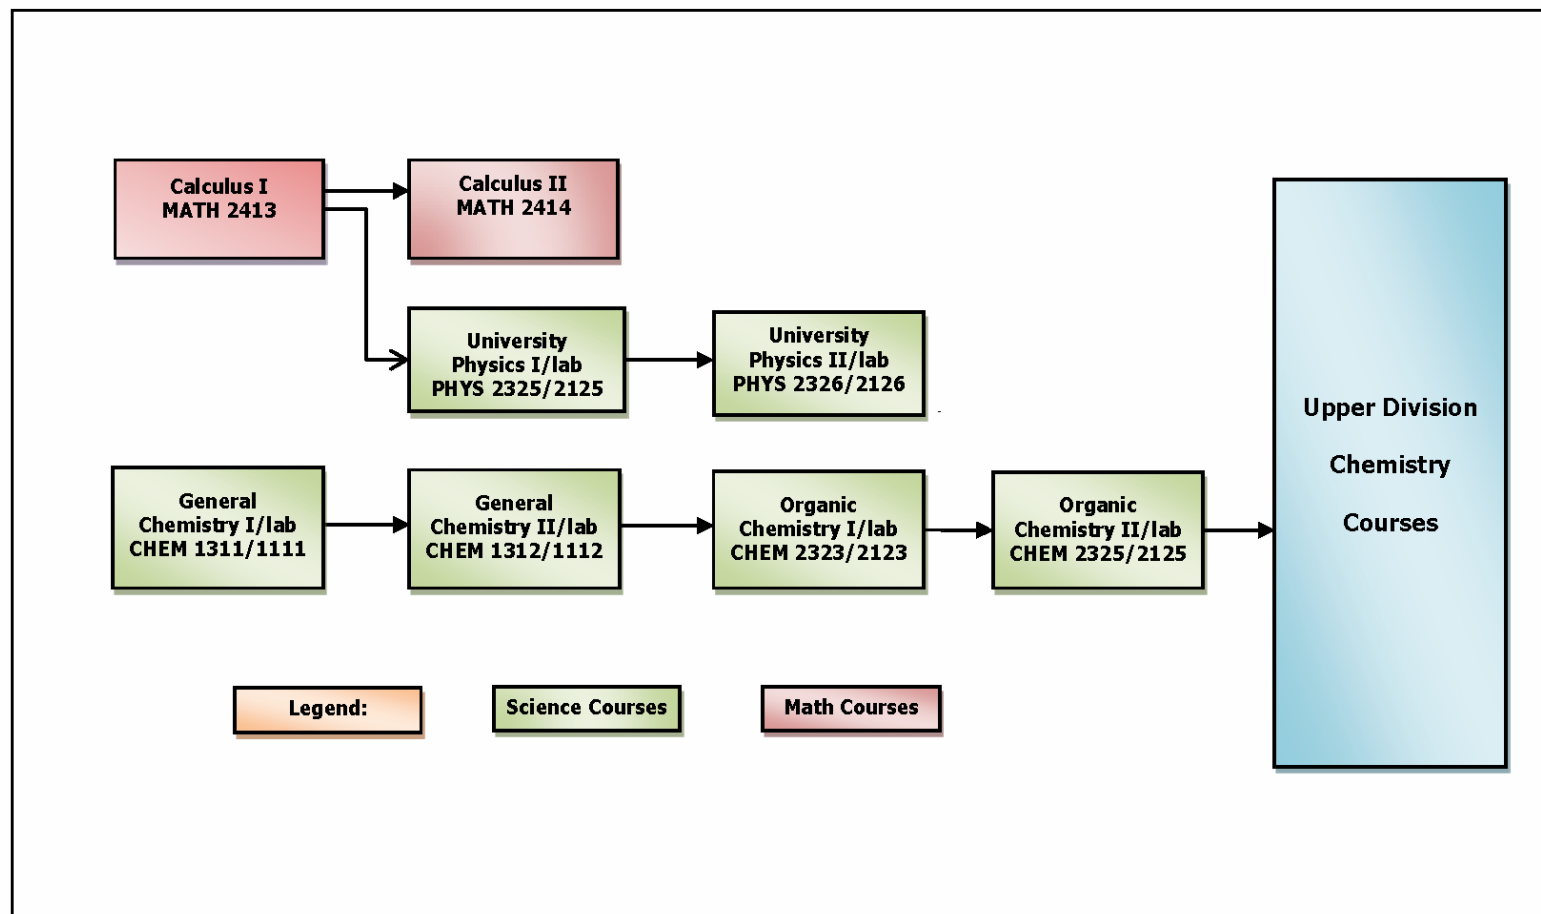 Calculus I
MATH 2413
Calculus II
MATH 2414
University
Physics I/lab
PHYS 2325/2125
University
Physics II/lab
PHYS 2326/2126
General
Chemistry I/lab
CHEM 1311/1111
General
Chemistry II/lab
CHEM 1312/1112
Organic
Chemistry I/lab
CHEM 2323/2123
Organic
Chemistry II/lab
CHEM 2325/2125
Upper Division
Chemistry
Courses
Legend:
Science Courses
Math Courses